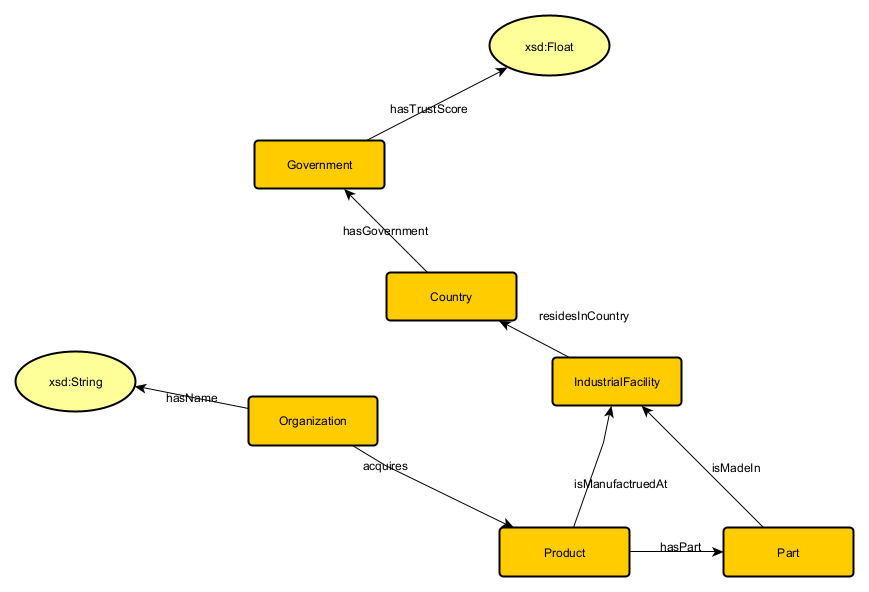 xsd:Float
hasTrustScore
Government
hasGovernment
Country
residesInCountry
xsd:String
IndustrialFacility
hasName
Organization
acquires
isMadeIn
isManufactruedAt
hasPart
Product
Part